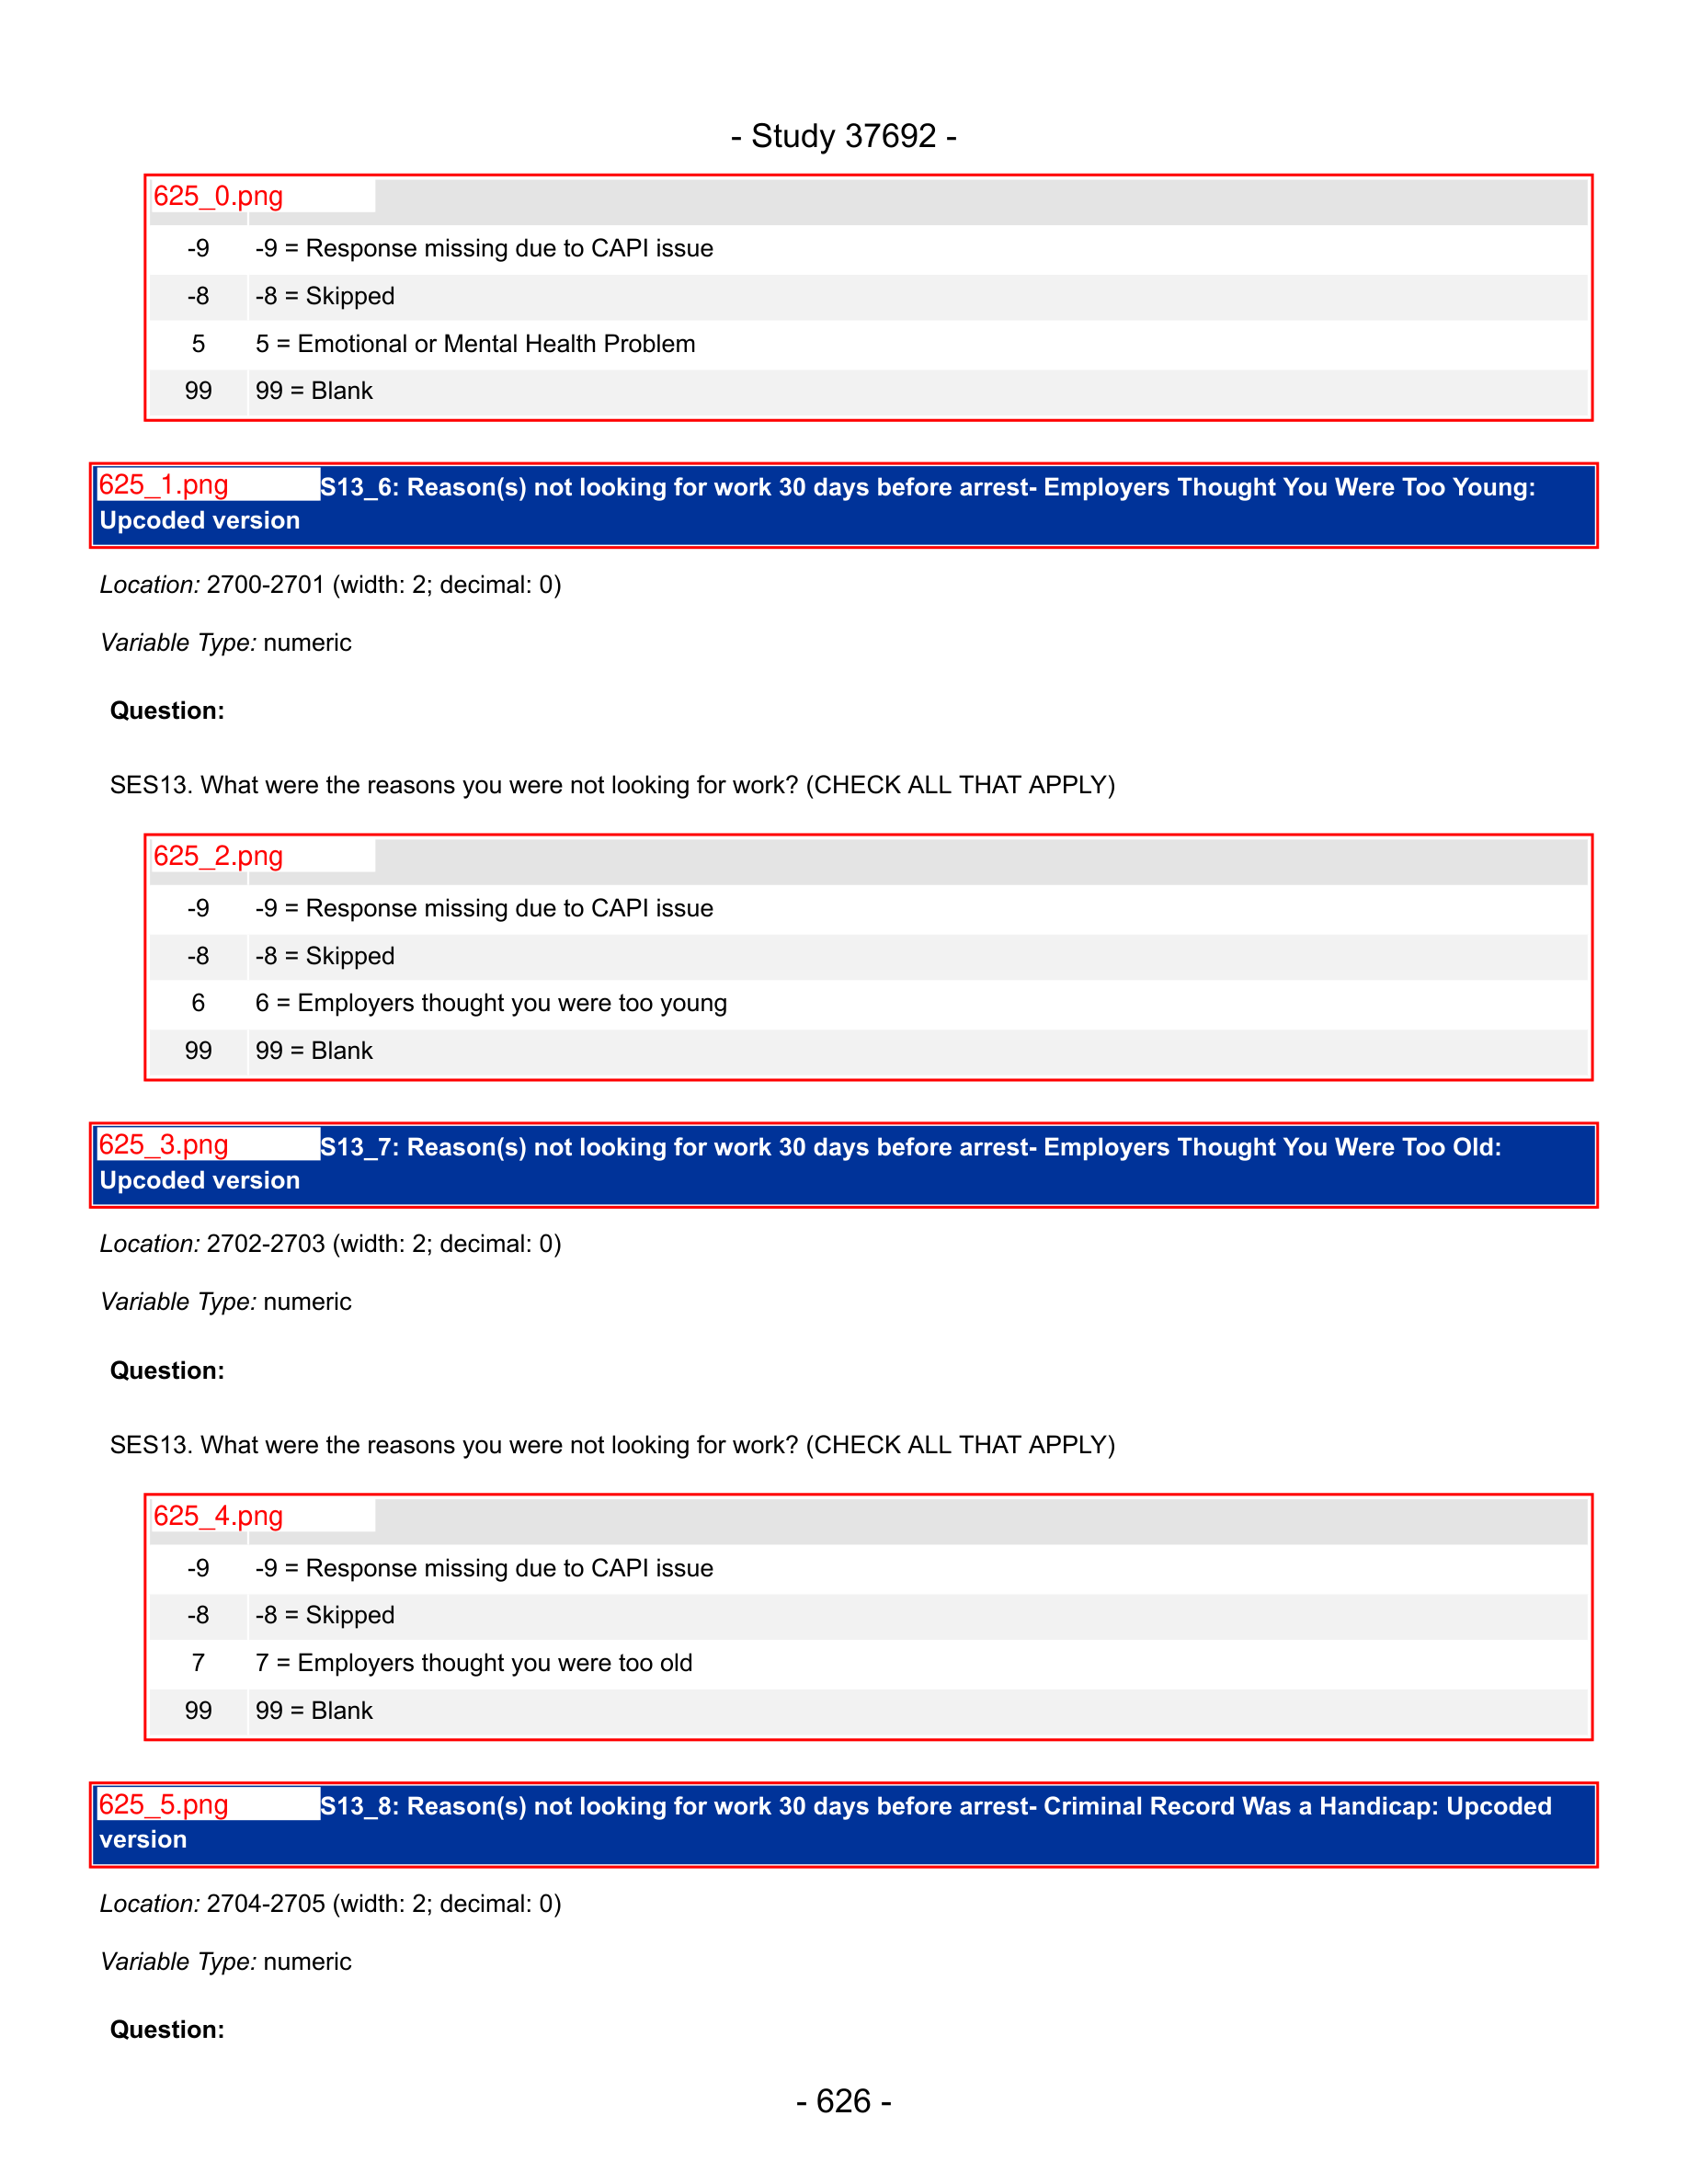 - Study 37692 -
625_0.png
-9 -9 = Response missing due to CAPI issue
-8 -8 = Skipped
5 5 = Emotional or Mental Health Problem
99 99 = Blank
625_1.png S13_6: Reason(s) not looking for work 30 days before arrest- Employers Thought You Were Too Young:
Upcoded version
Location: 2700-2701 (width: 2; decimal: 0)
Variable Type: numeric
Question:
SES13. What were the reasons you were not looking for work? (CHECK ALL THAT APPLY)
625_2.png
-9 -9 = Response missing due to CAPI issue
-8 -8 = Skipped
6 6 = Employers thought you were too young
99 99 = Blank
625_3.png S13_7: Reason(s) not looking for work 30 days before arrest- Employers Thought You Were Too Old:
Upcoded version
Location: 2702-2703 (width: 2; decimal: 0)
Variable Type: numeric
Question:
SES13. What were the reasons you were not looking for work? (CHECK ALL THAT APPLY)
625_4.png
-9 -9 = Response missing due to CAPI issue
-8 -8 = Skipped
7 7 = Employers thought you were too old
99 99 = Blank
625_5.png S13_8: Reason(s) not looking for work 30 days before arrest- Criminal Record Was a Handicap: Upcoded
version
Location: 2704-2705 (width: 2; decimal: 0)
Variable Type: numeric
Question:
- 626 -